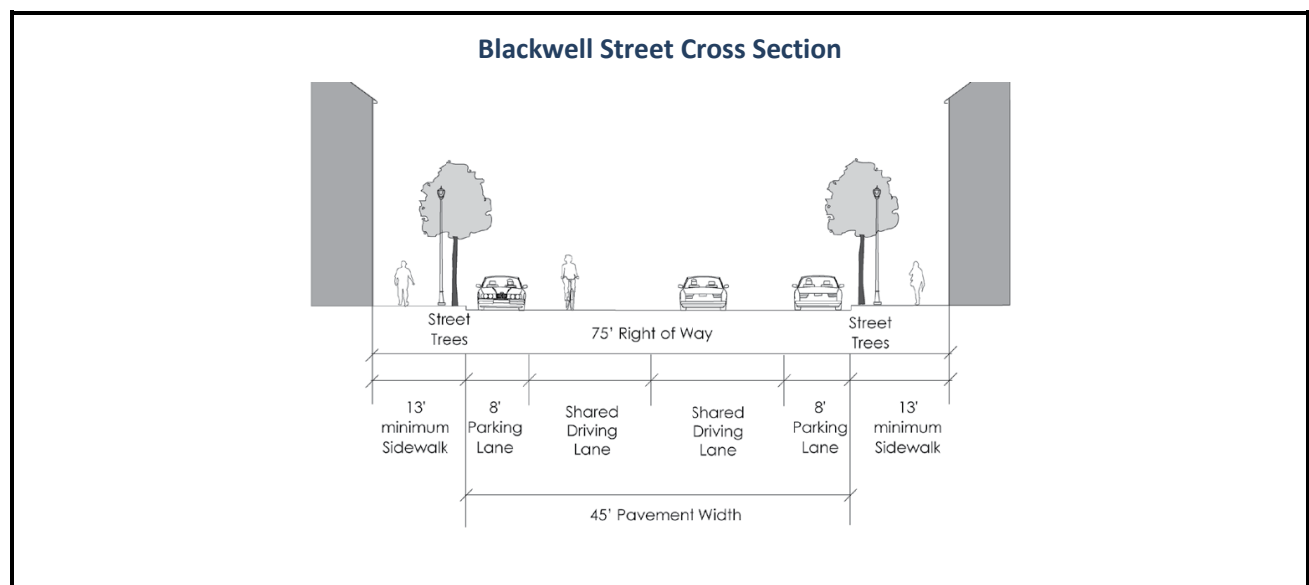 Blackwell Street Cross Section
Street
Trees
75' Right of Way
Street
Trees
13'
minimum
Sidewalk
8'
Parking
Lane
Shared
Driving
Lane
Shared
Driving
Lane
8'
Parking
Lane
13'
minimum
Sidewalk
45' Pavement Width